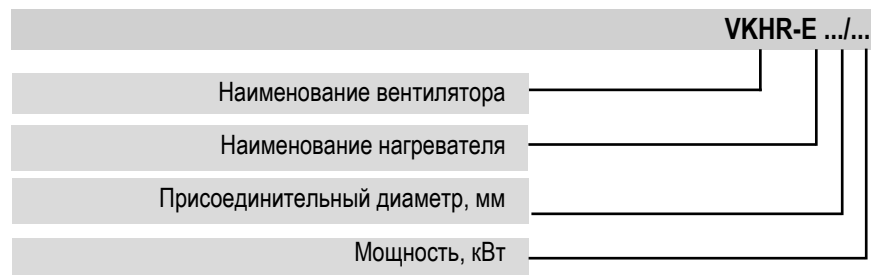 VKHR-E .../...
Наименование вентилятора
Наименование нагревателя
Присоединительный диаметр, мм
Мощность, кВт